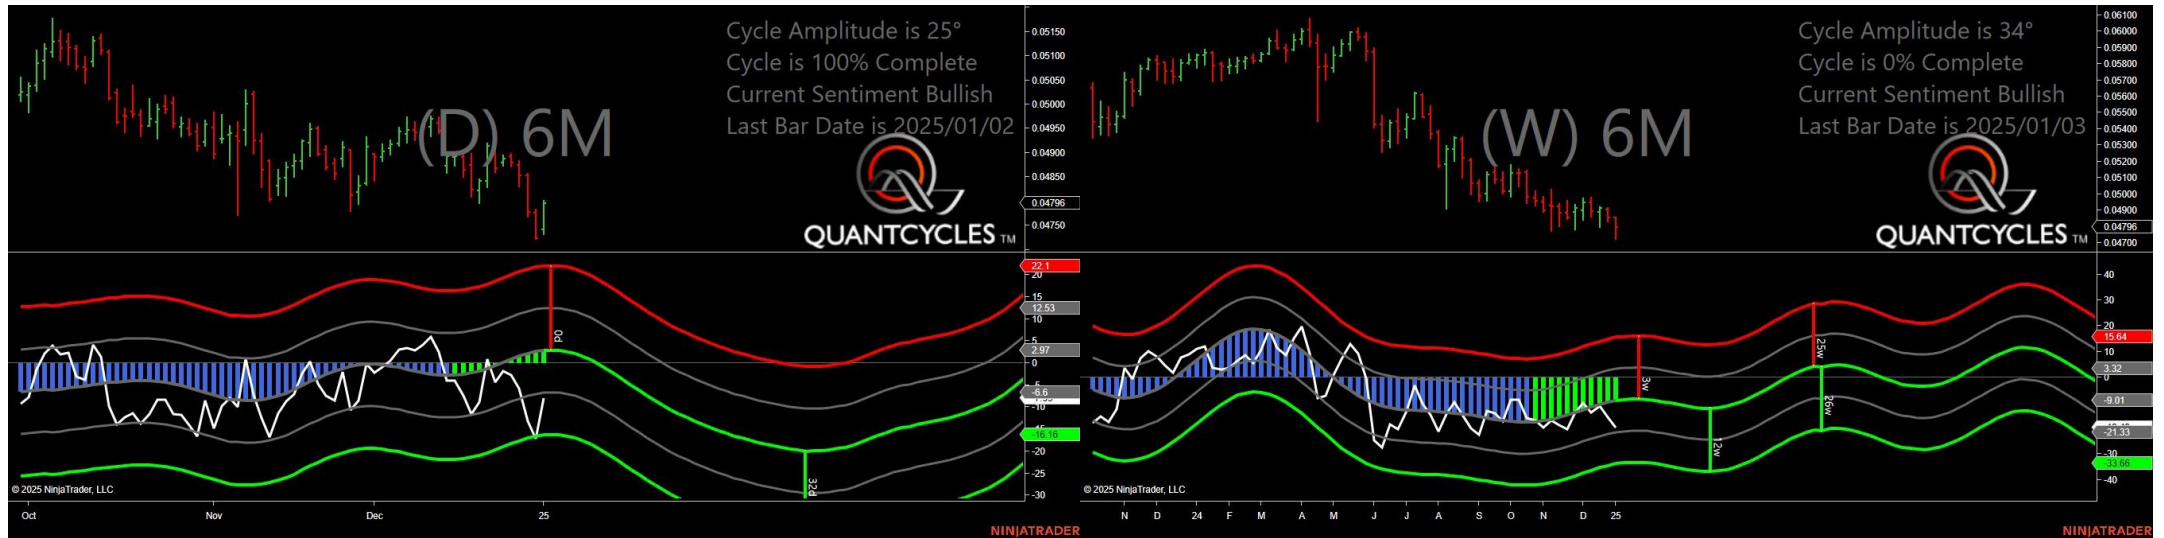 Cycle Amplitude is 25°
Cycle is 100% Complete
Current Sentiment Bullish
Last Bar Date is 2025/01/02
(D) 6M
QUANTCYCLES TM
0.05150
0.05100
0.05050
0.05000
0.04950
0.04900
0.04850
0.04796
0.04750
22.1
20
15
12.53
10
5
2.97
0
-6.6
-10
-16.16
-20
-25
-30
0d
32d
© 2025 NinjaTrader, LLC
Oct
Nov
Dec
25
NINJATRADER
Cycle Amplitude is 34°
Cycle is 0% Complete
Current Sentiment Bullish
Last Bar Date is 2025/01/03
(W) 6M
QUANTCYCLES TM
0.06100
0.06000
0.05900
0.05800
0.05700
0.05600
0.05500
0.05400
0.05300
0.05200
0.05100
0.05000
0.04900
0.04796
0.04700
40
30
20
15.64
10
3.32
0
-9.01
-21.33
-30
-33.66
-40
3w
12w
25w
26w
© 2025 NinjaTrader, LLC
N D 24 F M A M J J A S O N D 25
NINJATRADER